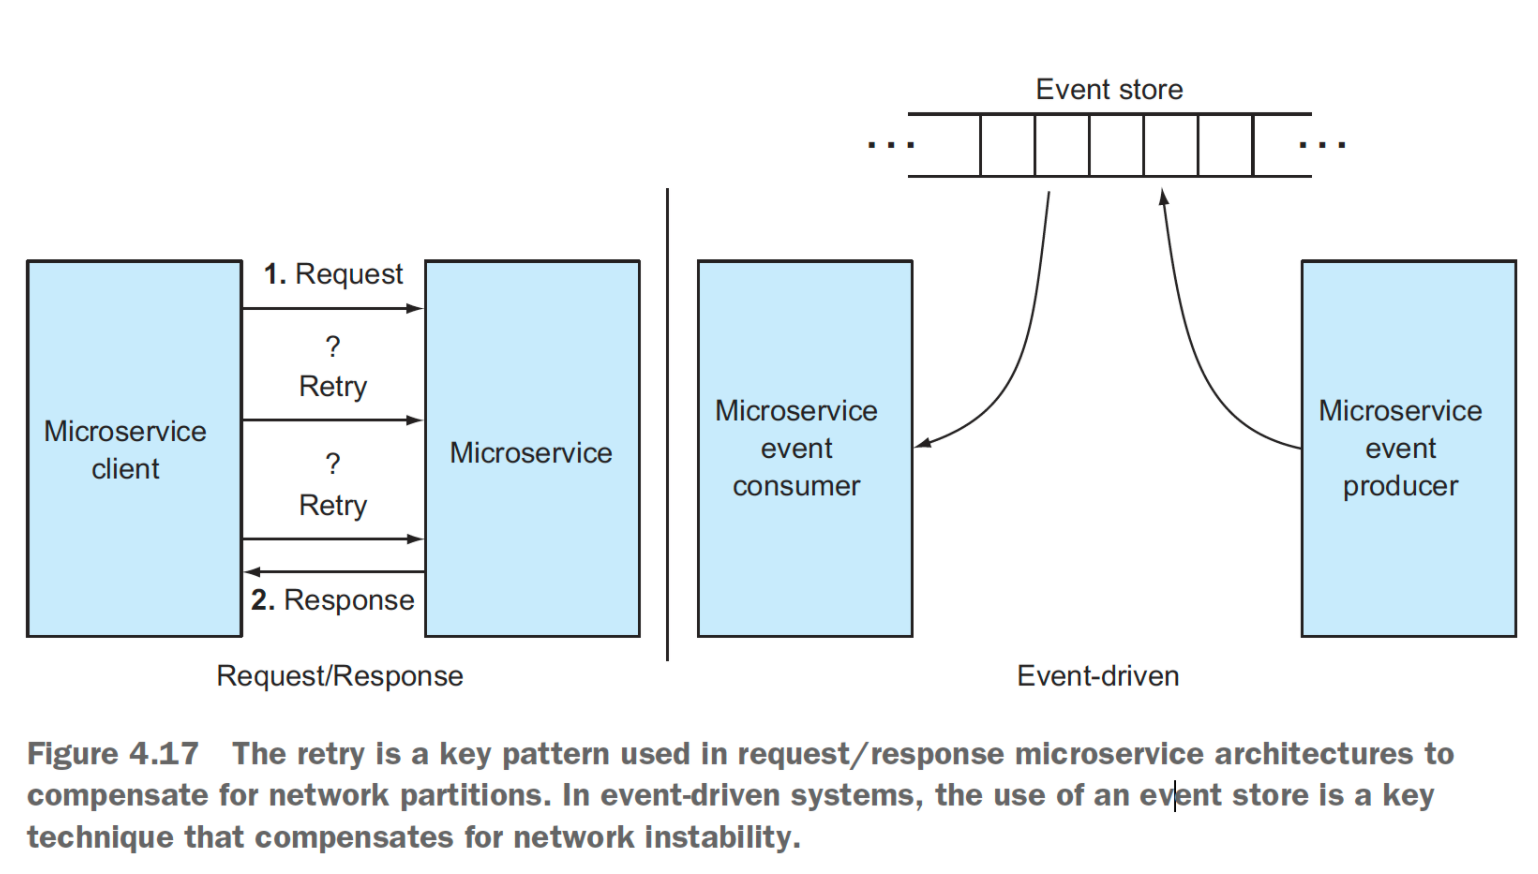 Event store
...
...
1. Request
?
Retry
?
Retry
2. Response
Microservice
client
Microservice
Request/Response
Microservice
event
consumer
Microservice
event
producer
Event-driven
Figure 4.17 The retry is a key pattern used in request/response microservice architectures to
compensate for network partitions. In event-driven systems, the use of an event store is a key
technique that compensates for network instability.